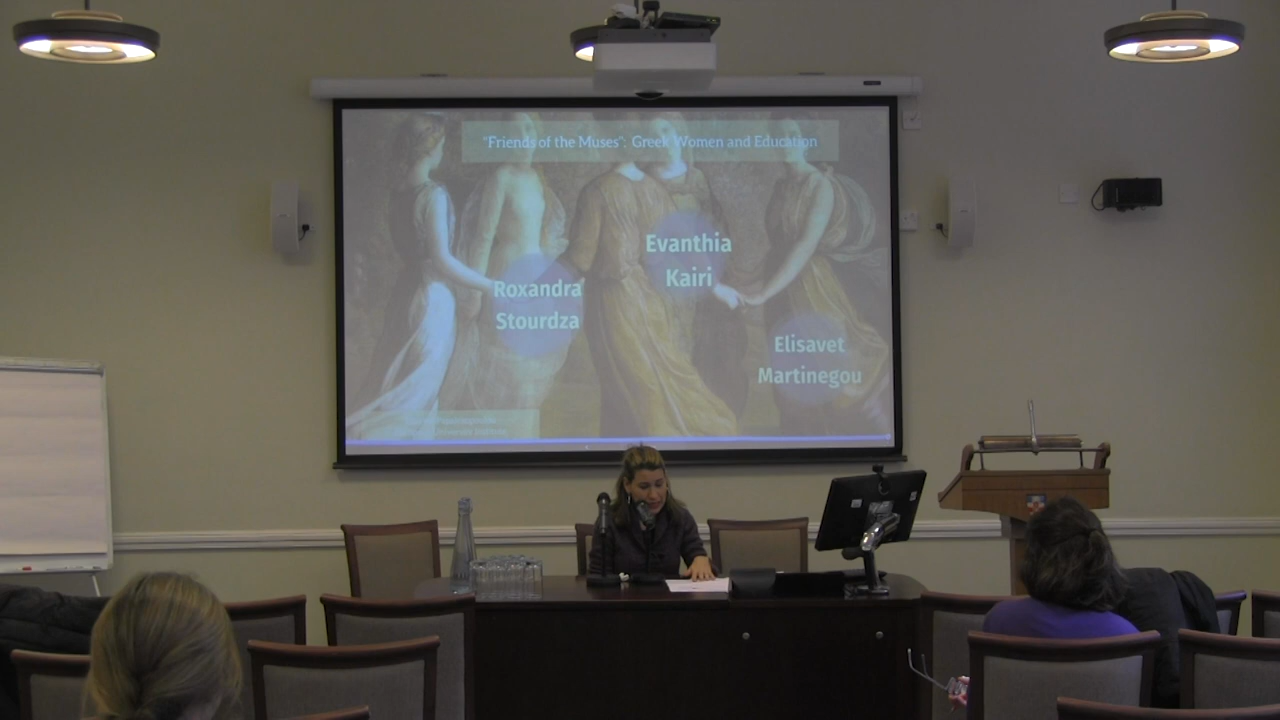 "Friends of the Muses": Greek Women and Education
Evanthia
Kairi
Roxandra
Stourdza
Elisavet
Martinegou